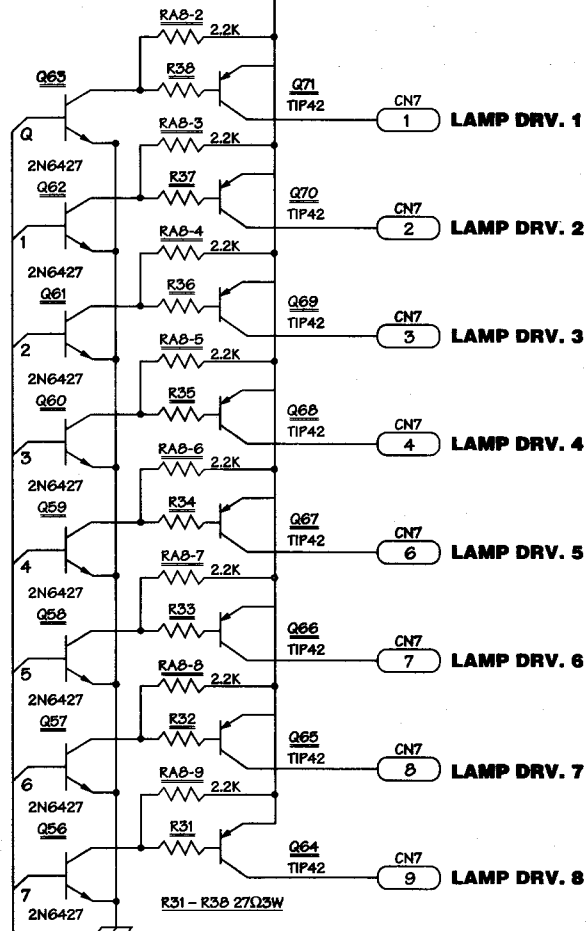 RA8-2
2.2K
Q63
R38
Q71
TIP42
CN7
1
LAMP DRV. 1
Q
2N6427
RA8-3
2.2K
Q62
R37
Q70
TIP42
CN7
2
LAMP DRV. 2
1
2N6427
RA8-4
2.2K
Q61
R36
Q69
TIP42
CN7
3
LAMP DRV. 3
2
2N6427
RA8-5
2.2K
Q60
R35
Q68
TIP42
CN7
4
LAMP DRV. 4
3
2N6427
RA8-6
2.2K
Q59
R34
Q67
TIP42
CN7
6
LAMP DRV. 5
4
2N6427
RA8-7
2.2K
Q58
R33
Q66
TIP42
CN7
7
LAMP DRV. 6
5
2N6427
RA8-8
2.2K
Q57
R32
Q65
TIP42
CN7
8
LAMP DRV. 7
6
2N6427
RA8-9
2.2K
Q56
R31
Q64
TIP42
CN7
9
LAMP DRV. 8
7
2N6427
R31 – R38 27Ω3W